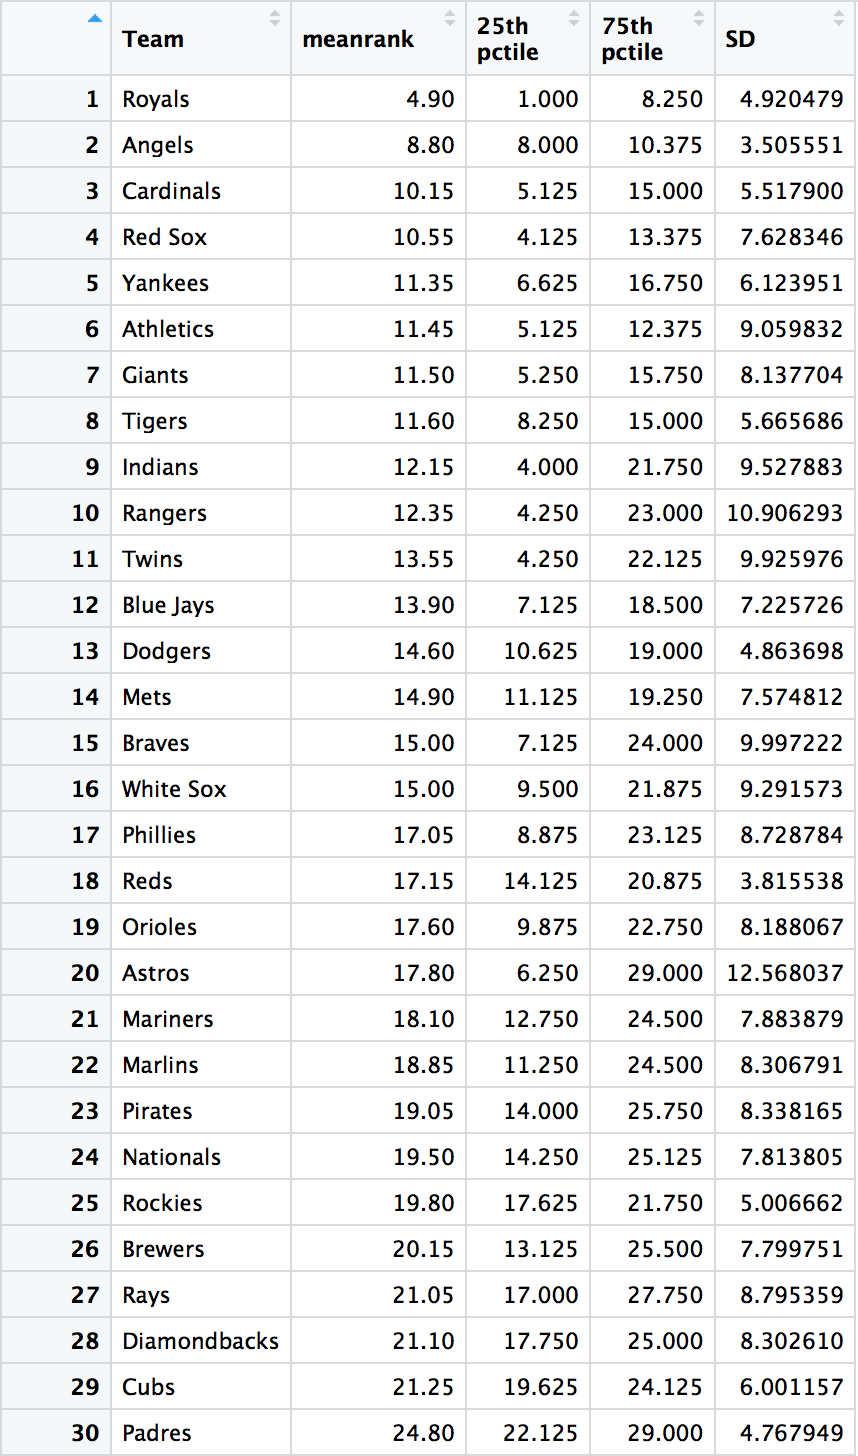 Team meanrank 25th pctile 75th pctile SD
1 Royals 4.90 1.000 8.250 4.920479
2 Angels 8.80 8.000 10.375 3.505551
3 Cardinals 10.15 5.125 15.000 5.517900
4 Red Sox 10.55 4.125 13.375 7.628346
5 Yankees 11.35 6.625 16.750 6.123951
6 Athletics 11.45 5.125 12.375 9.059832
7 Giants 11.50 5.250 15.750 8.137704
8 Tigers 11.60 8.250 15.000 5.665686
9 Indians 12.15 4.000 21.750 9.527883
10 Rangers 12.35 4.250 23.000 10.906293
11 Twins 13.55 4.250 22.125 9.925976
12 Blue Jays 13.90 7.125 18.500 7.225726
13 Dodgers 14.60 10.625 19.000 4.863698
14 Mets 14.90 11.125 19.250 7.574812
15 Braves 15.00 7.125 24.000 9.997222
16 White Sox 15.00 9.500 21.875 9.291573
17 Phillies 17.05 8.875 23.125 8.728784
18 Reds 17.15 14.125 20.875 3.815538
19 Orioles 17.60 9.875 22.750 8.188067
20 Astros 17.80 6.250 29.000 12.568037
21 Mariners 18.10 12.750 24.500 7.883879
22 Marlins 18.85 11.250 24.500 8.306791
23 Pirates 19.05 14.000 25.750 8.338165
24 Nationals 19.50 14.250 25.125 7.813805
25 Rockies 19.80 17.625 21.750 5.006662
26 Brewers 20.15 13.125 25.500 7.799751
27 Rays 21.05 17.000 27.750 8.795359
28 Diamondbacks 21.10 17.750 25.000 8.302610
29 Cubs 21.25 19.625 24.125 6.001157
30 Padres 24.80 22.125 29.000 4.767949